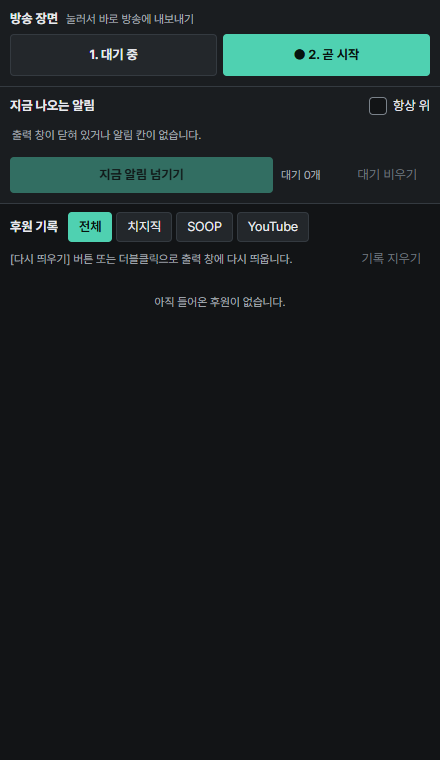 방송 장면 눌러서 바로 방송에 내보내기
1. 대기 중 ● 2. 곧 시작
지금 나오는 알림 항상 위
출력 창이 닫혀 있거나 알림 칸이 없습니다.
지금 알림 넘기기 대기 0개 대기 비우기
후원 기록 전체 치지직 SOOP YouTube
[다시 띄우기] 버튼 또는 더블클릭으로 출력 창에 다시 띄웁니다. 기록 지우기
아직 들어온 후원이 없습니다.